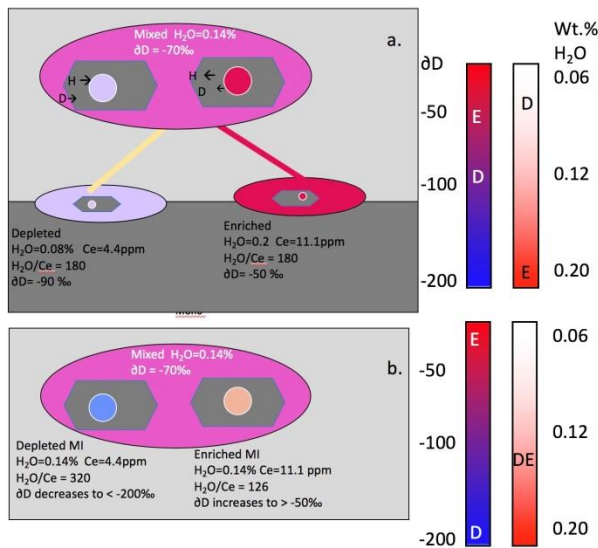 Mixed H2O=0.14%
∂D = -70‰
a.
H →
D→
H ←
D ←
Depleted
H2O=0.08% Ce=4.4ppm
H2O/Ce = 180
∂D= -90 ‰
Enriched
H2O=0.2 Ce=11.1ppm
H2O/Ce = 180
∂D= -50 ‰
∂D
-50
-100
-200
E
D
Wt.%
H2O
0.06
0.12
0.20
D
E
Mixed H2O=0.14%
∂D = -70‰
b.
Depleted MI
H2O=0.14% Ce=4.4ppm
H2O/Ce = 320
∂D decreases to < -200‰
Enriched MI
H2O=0.14% Ce=11.1 ppm
H2O/Ce = 126
∂D increases to > -50‰
-50
-100
-200
E
D
0.06
0.12
0.20
DE